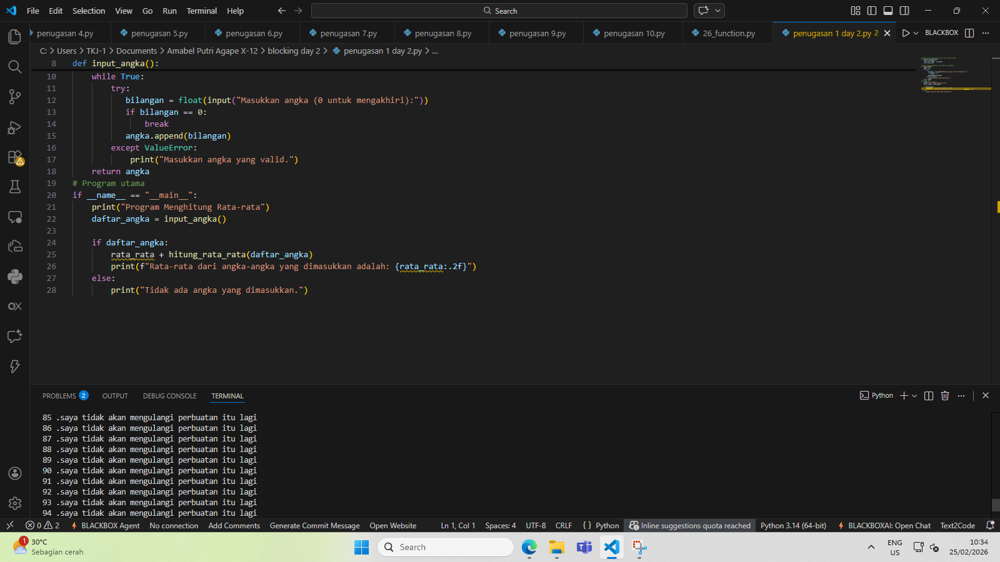 File Edit Selection View Go Run Terminal Help
Search
penugasan 4.py penugasan 5.py penugasan 6.py penugasan 7.py penugasan 8.py penugasan 9.py penugasan 10.py 26_function.py penugasan 1 day 2.py 2 BLACKBOX
C: > Users > TKJ-1 > Documents > Amabel Putri Agape X-12 > blocking day 2 > penugasan 1 day 2.py > ...
8 def input_angka():
10 while True:
11 try:
12 bilangan = float(input("Masukkan angka (0 untuk mengakhiri):"))
13 if bilangan == 0:
14 break
15 angka.append(bilangan)
16 except ValueError:
17 print("Masukkan angka yang valid.")
18 return angka
19 # Program utama
20 if __name__ == "__main__":
21 print("Program Menghitung Rata-rata")
22 daftar_angka = input_angka()
23
24 if daftar_angka:
25 rata_rata + hitung_rata_rata(daftar_angka)
26 print(f"Rata-rata dari angka-angka yang dimasukkan adalah: {rata_rata:.2f}")
27 else:
28 print("Tidak ada angka yang dimasukkan.")
PROBLEMS 2 OUTPUT DEBUG CONSOLE TERMINAL Python
85 .saya tidak akan mengulangi perbuatan itu lagi
86 .saya tidak akan mengulangi perbuatan itu lagi
87 .saya tidak akan mengulangi perbuatan itu lagi
88 .saya tidak akan mengulangi perbuatan itu lagi
89 .saya tidak akan mengulangi perbuatan itu lagi
90 .saya tidak akan mengulangi perbuatan itu lagi
91 .saya tidak akan mengulangi perbuatan itu lagi
92 .saya tidak akan mengulangi perbuatan itu lagi
93 .saya tidak akan mengulangi perbuatan itu lagi
94 .saya tidak akan mengulangi perbuatan itu lagi
0 2 BLACKBOX Agent No connection Add Comments Generate Commit Message Open Website Ln 1, Col 1 Spaces: 4 UTF-8 CRLF { } Python Inline suggestions quota reached Python 3.14 (64-bit) BLACKBOXAI: Open Chat Text2Code
1 30°C
Sebagian cerah
Search
ENG
US
10:34
25/02/2026